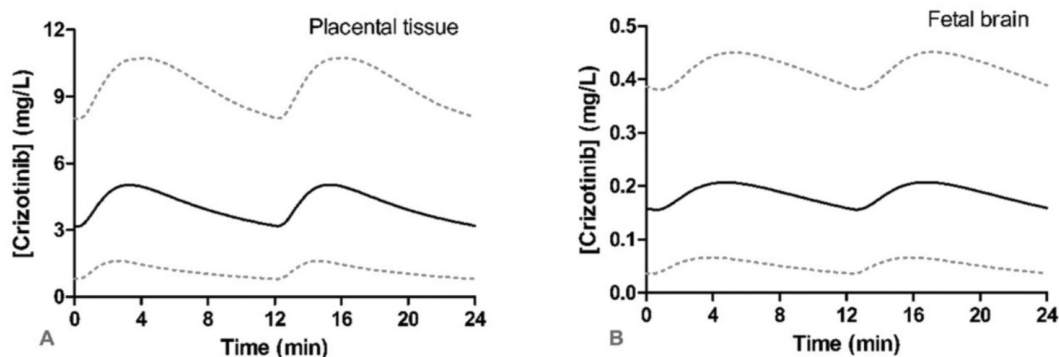 Placental tissue
[Crizotinib] (mg/L)
12
9
6
3
0
0 4 8 12 16 20 24
Time (min)
A
Fetal brain
[Crizotinib] (mg/L)
0.5
0.4
0.3
0.2
0.1
0.0
0 4 8 12 16 20 24
Time (min)
B